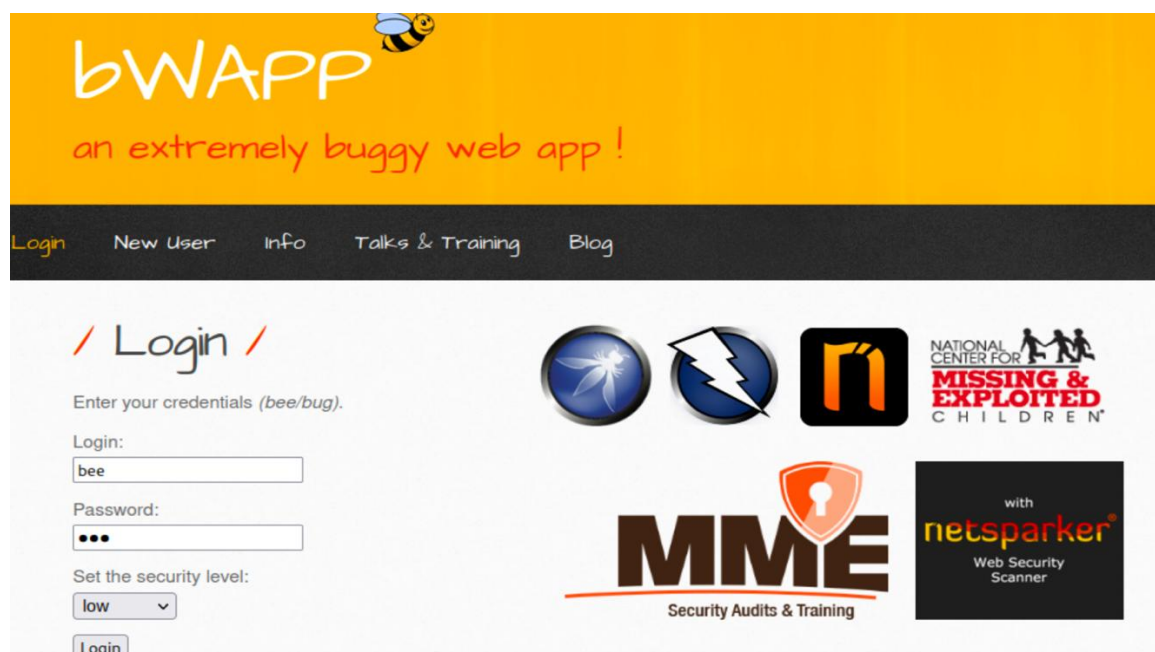 bWAPP
an extremely buggy web app !
Login New User Info Talks & Training Blog
/ Login /
Enter your credentials (bee/bug).
Login:
bee
Password:
●●●
Set the security level:
low
Login
NATIONAL
CENTER FOR
MISSING &
EXPLOITED
CHILDREN®
MME
Security Audits & Training
with
netsparker®
Web Security
Scanner